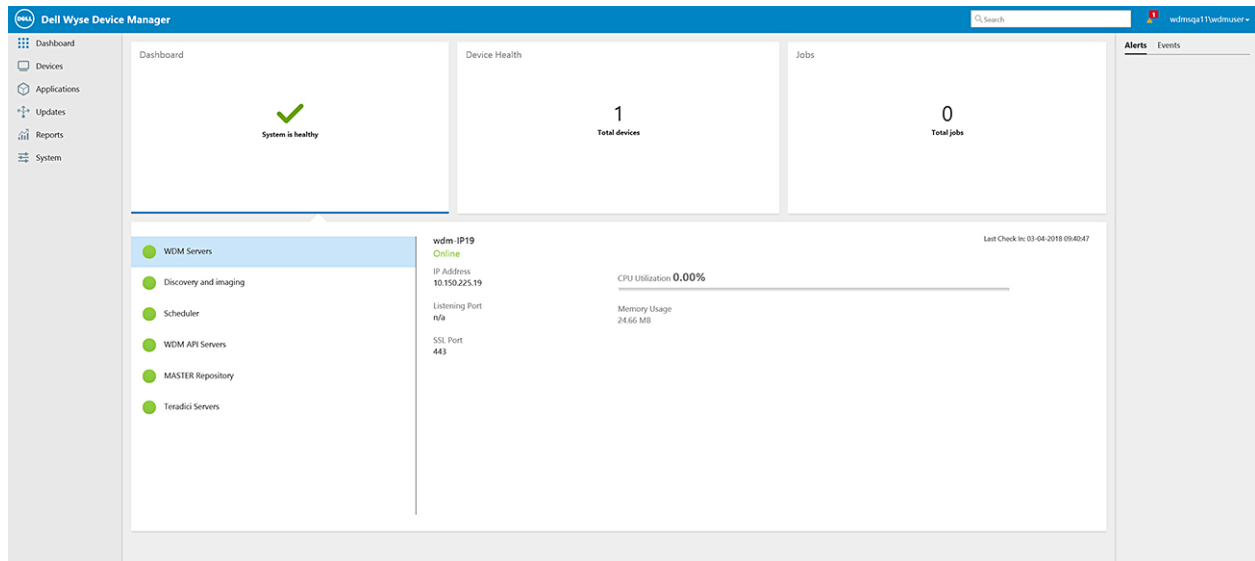 DELL Dell Wyse Device Manager
Search
1
wdmsqa11\wdmuser
Dashboard
Devices
Applications
Updates
Reports
System
Dashboard
System is healthy
Device Health
1
Total devices
Jobs
0
Total jobs
Alerts Events
WDM Servers
Discovery and imaging
Scheduler
WDM API Servers
MASTER Repository
Teradici Servers
wdm-IP19
Online
IP Address
10.150.225.19
Listening Port
n/a
SSL Port
443
CPU Utilization 0.00%
Memory Usage
24.66 MB
Last Check In: 03-04-2018 09:40:47